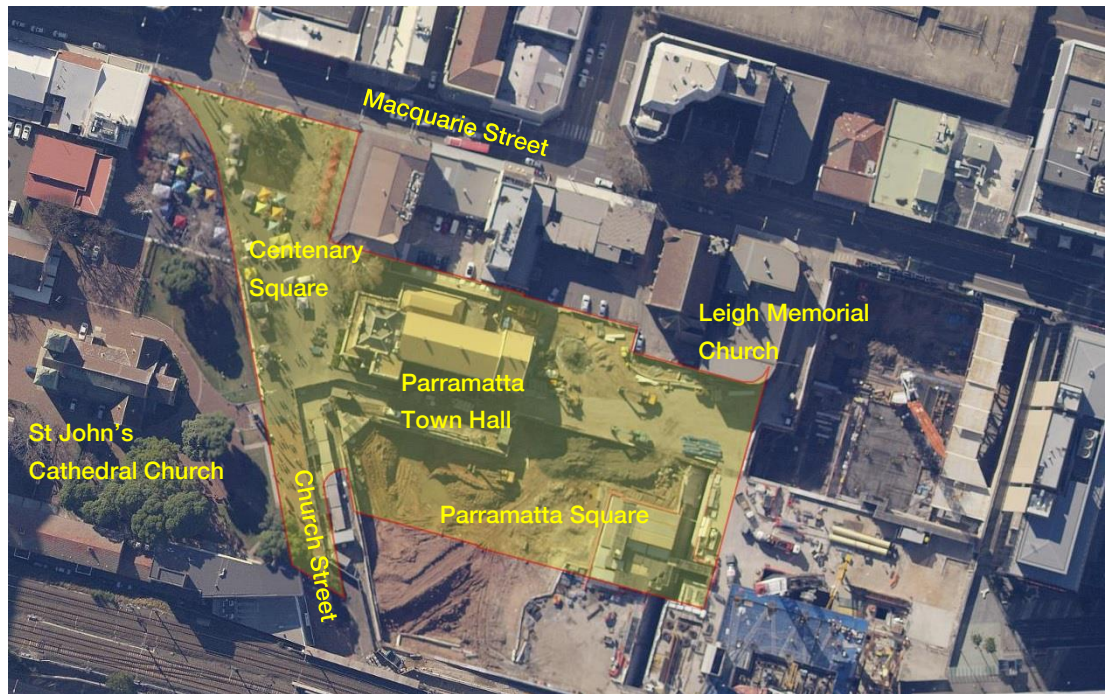 Macquarie Street
Centenary
Square
Leigh Memorial
Church
Parramatta
Town Hall
St John's
Cathedral Church
Church Street
Parramatta Square